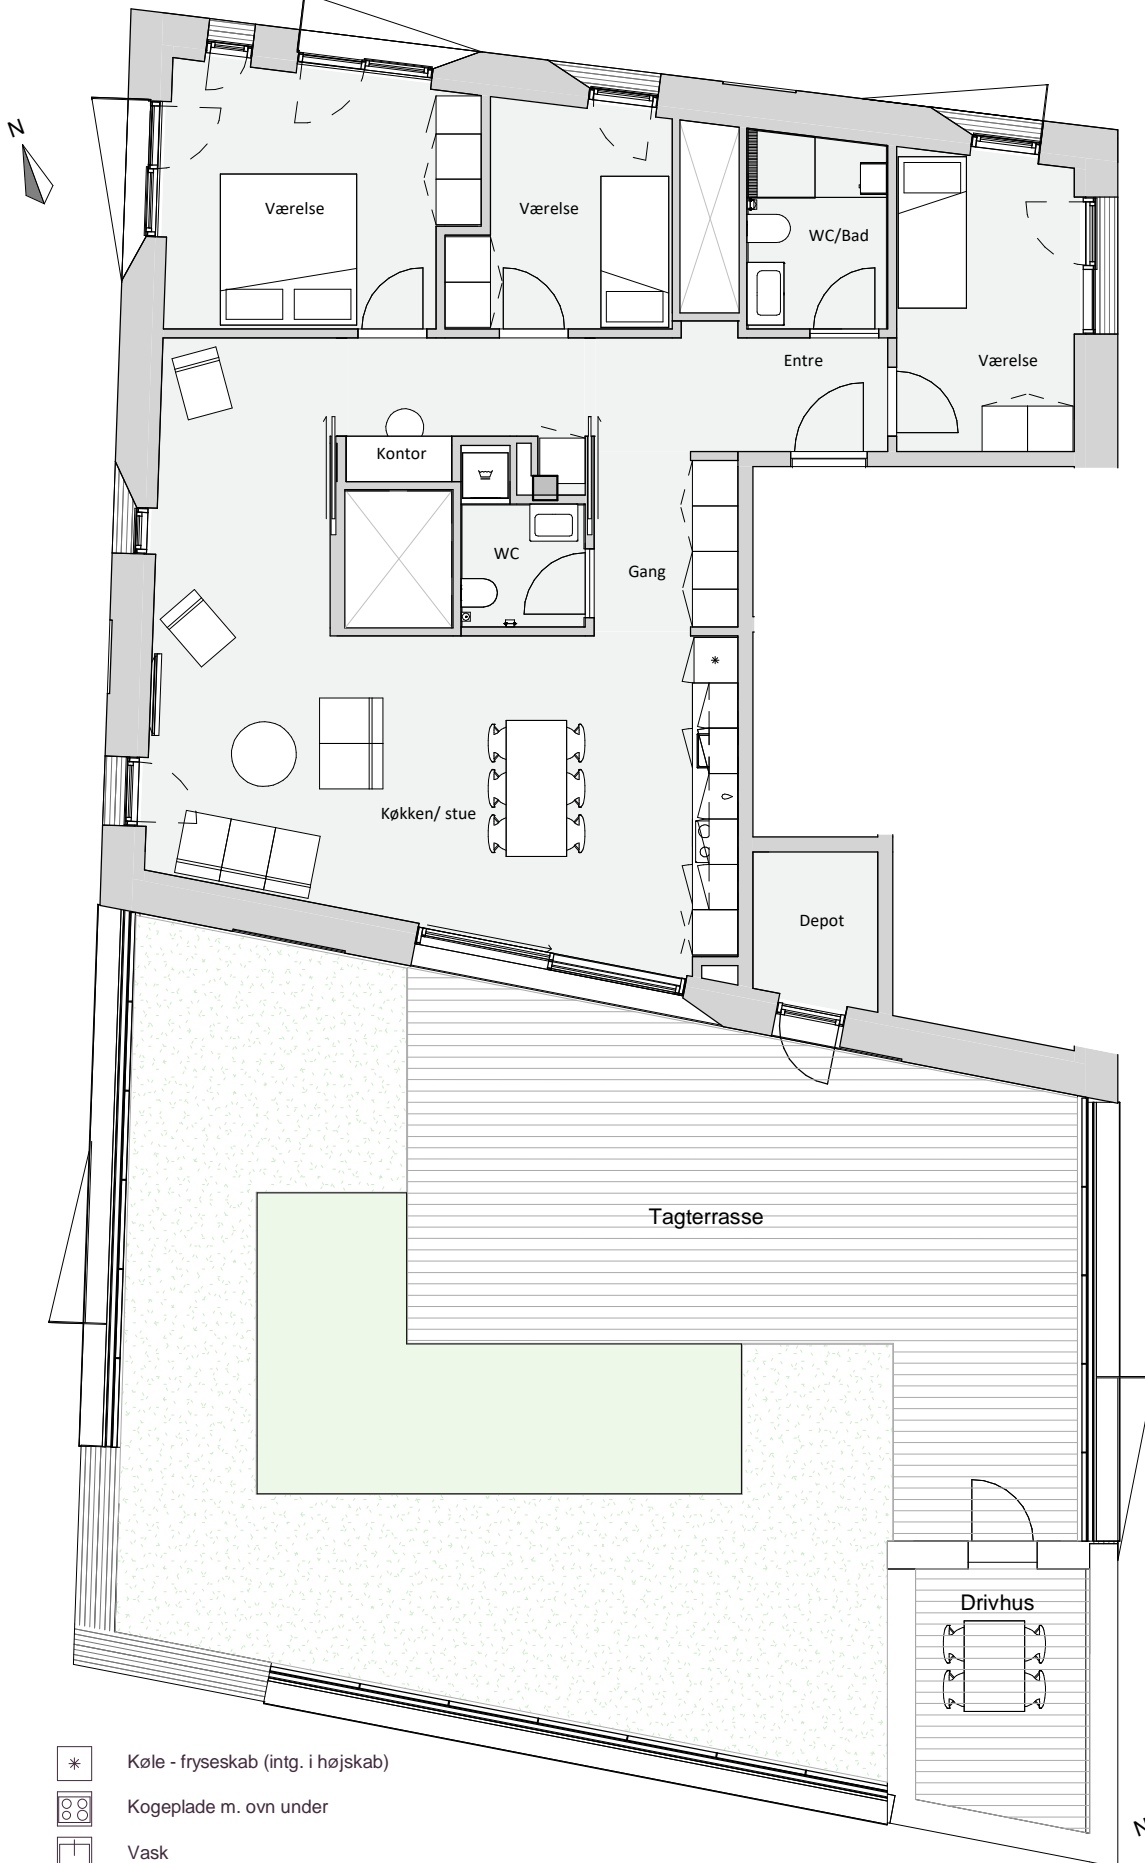 N
Værelse
Værelse
WC/Bad
Værelse
Entre
Kontor
WC
Gang
Køkken/ stue
Depot
Tagterrasse
Drivhus
Køle - fryseskab (intg. i højskab)
Kogeplade m. ovn under
Vask
N